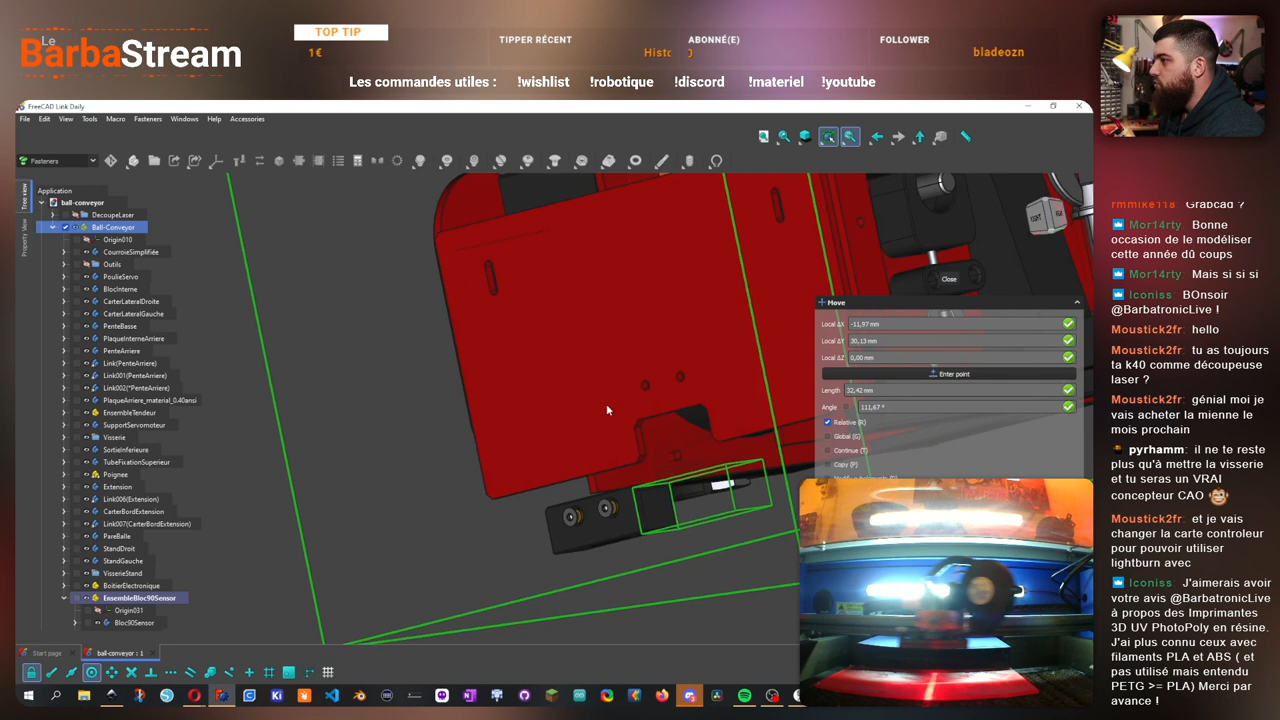 Le
BarbaStream
TOP TIP
1€
TIPPER RÉCENT
Histc
ABONNÉ(E)
FOLLOWER
bladeozn
Les commandes utiles : !wishlist !robotique !discord !materiel !youtube
FreeCAD Link Daily
File Edit View Tools Macro Fasteners Windows Help Accessories
Fasteners
Tree view
Property View
Application
ball-conveyor
DecoupeLaser
Ball-Conveyor
Origin010
CourroieSimplifiée
Outils
PoulieServo
BlocInterne
CarterLateralDroite
CarterLateralGauche
PenteBasse
PlaqueInterneArriere
PenteArriere
Link(PenteArriere)
Link001(PenteArriere)
Link002(*PenteArriere)
PlaqueArriere_material_0.40ansi
EnsembleTendeur
SupportServomoteur
Visserie
SortieInferieure
TubeFixationSuperieur
Poignee
Extension
Link006(Extension)
CarterBordExtension
Link007(CarterBordExtension)
PareBalle
StandDroit
StandGauche
VisserieStand
BoitierElectronique
EnsembleBloc90Sensor
Origin031
Bloc90Sensor
Close
Move
Local ΔX -11,97 mm
Local ΔY 30,13 mm
Local ΔZ 0,00 mm
Enter point
Length 32,42 mm
Angle 111,67 °
Relative (R)
Global (G)
Continue (T)
Copy (P)
Start page
ball-conveyor : 1
rmmike118 Grabcad ?
Mor14rty: Bonne
occasion de le modéliser
cette année dû coups
Mor14rty: Mais si si si
Iconiss: BOnsoir
@BarbatronicLive !
Moustick2fr: hello
Moustick2fr: tu as toujours
ta k40 comme découpeuse
laser ?
Moustick2fr: génial moi je
vais acheter la mienne le
mois prochain
pyrhamm: il ne te reste
plus qu'à mettre la visserie
et tu seras un VRAI
concepteur CAO
Moustick2fr: et je vais
changer la carte controleur
pour pouvoir utiliser
lightburn avec
Iconiss: J'aimerais avoir
votre avis @BarbatronicLive
à propos des Imprimantes
3D UV PhotoPoly en résine.
J'ai plus connu ceux avec
filaments PLA et ABS ( et
pas utilisé mais entendu
PETG >= PLA) Merci par
avance !